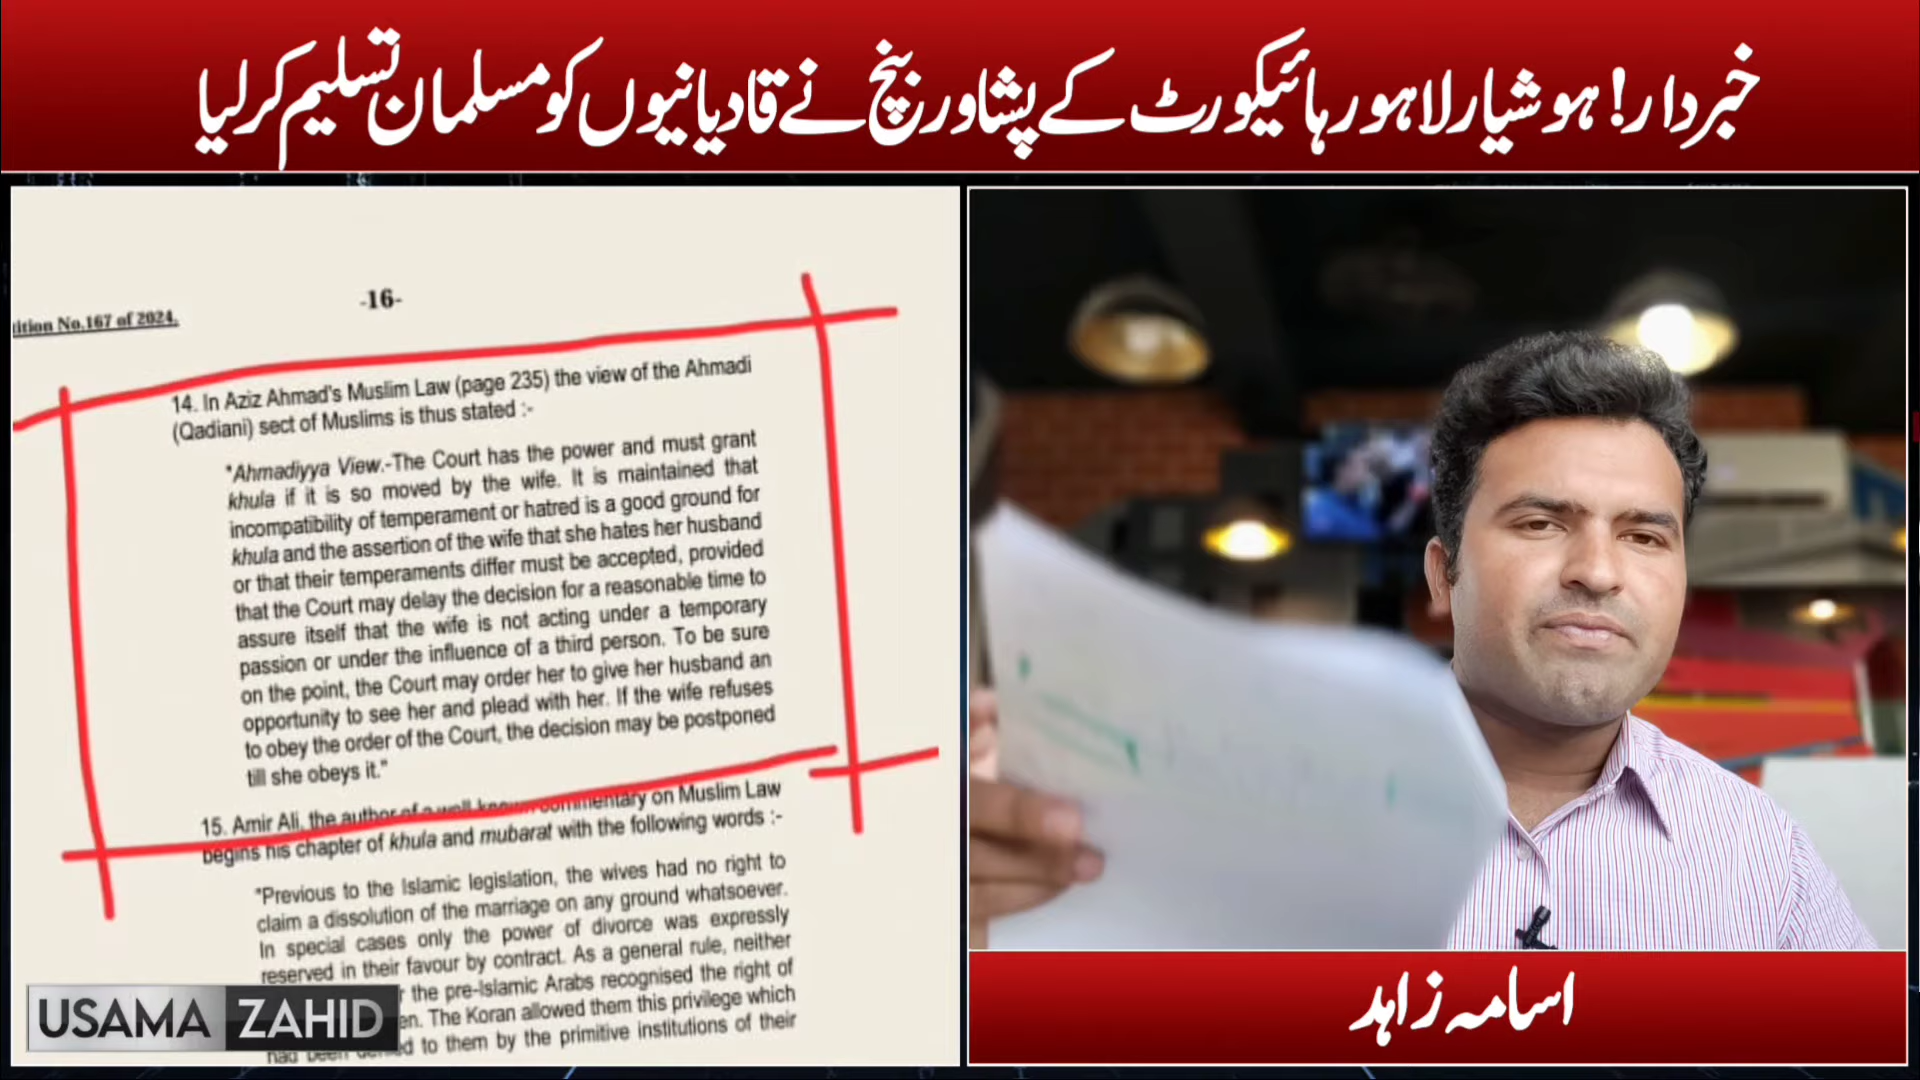 خبردار! ہوشیار لاہور ہائیکورٹ کے پشاور بنچ نے قادیانیوں کو مسلمان تسلیم کر لیا
-16-
tition No.167 of 2024.
14. In Aziz Ahmad's Muslim Law (page 235) the view of the Ahmadi
(Qadiani) sect of Muslims is thus stated :-
"Ahmadiyya View.-The Court has the power and must grant
khula if it is so moved by the wife. It is maintained that
incompatibility of temperament or hatred is a good ground for
khula and the assertion of the wife that she hates her husband
or that their temperaments differ must be accepted, provided
that the Court may delay the decision for a reasonable time to
assure itself that the wife is not acting under a temporary
passion or under the influence of a third person. To be sure
on the point, the Court may order her to give her husband an
opportunity to see her and plead with her. If the wife refuses
to obey the order of the Court, the decision may be postponed
till she obeys it."
15. Amir Ali, the author of a well-known commentary on Muslim Law
begins his chapter of khula and mubarat with the following words :-
"Previous to the Islamic legislation, the wives had no right to
claim a dissolution of the marriage on any ground whatsoever.
In special cases only the power of divorce was expressly
reserved in their favour by contract. As a general rule, neither
the pre-Islamic Arabs recognised the right of
en. The Koran allowed them this privilege which
had been to them by the primitive institutions of their
USAMA ZAHID
اسامہ زاہد